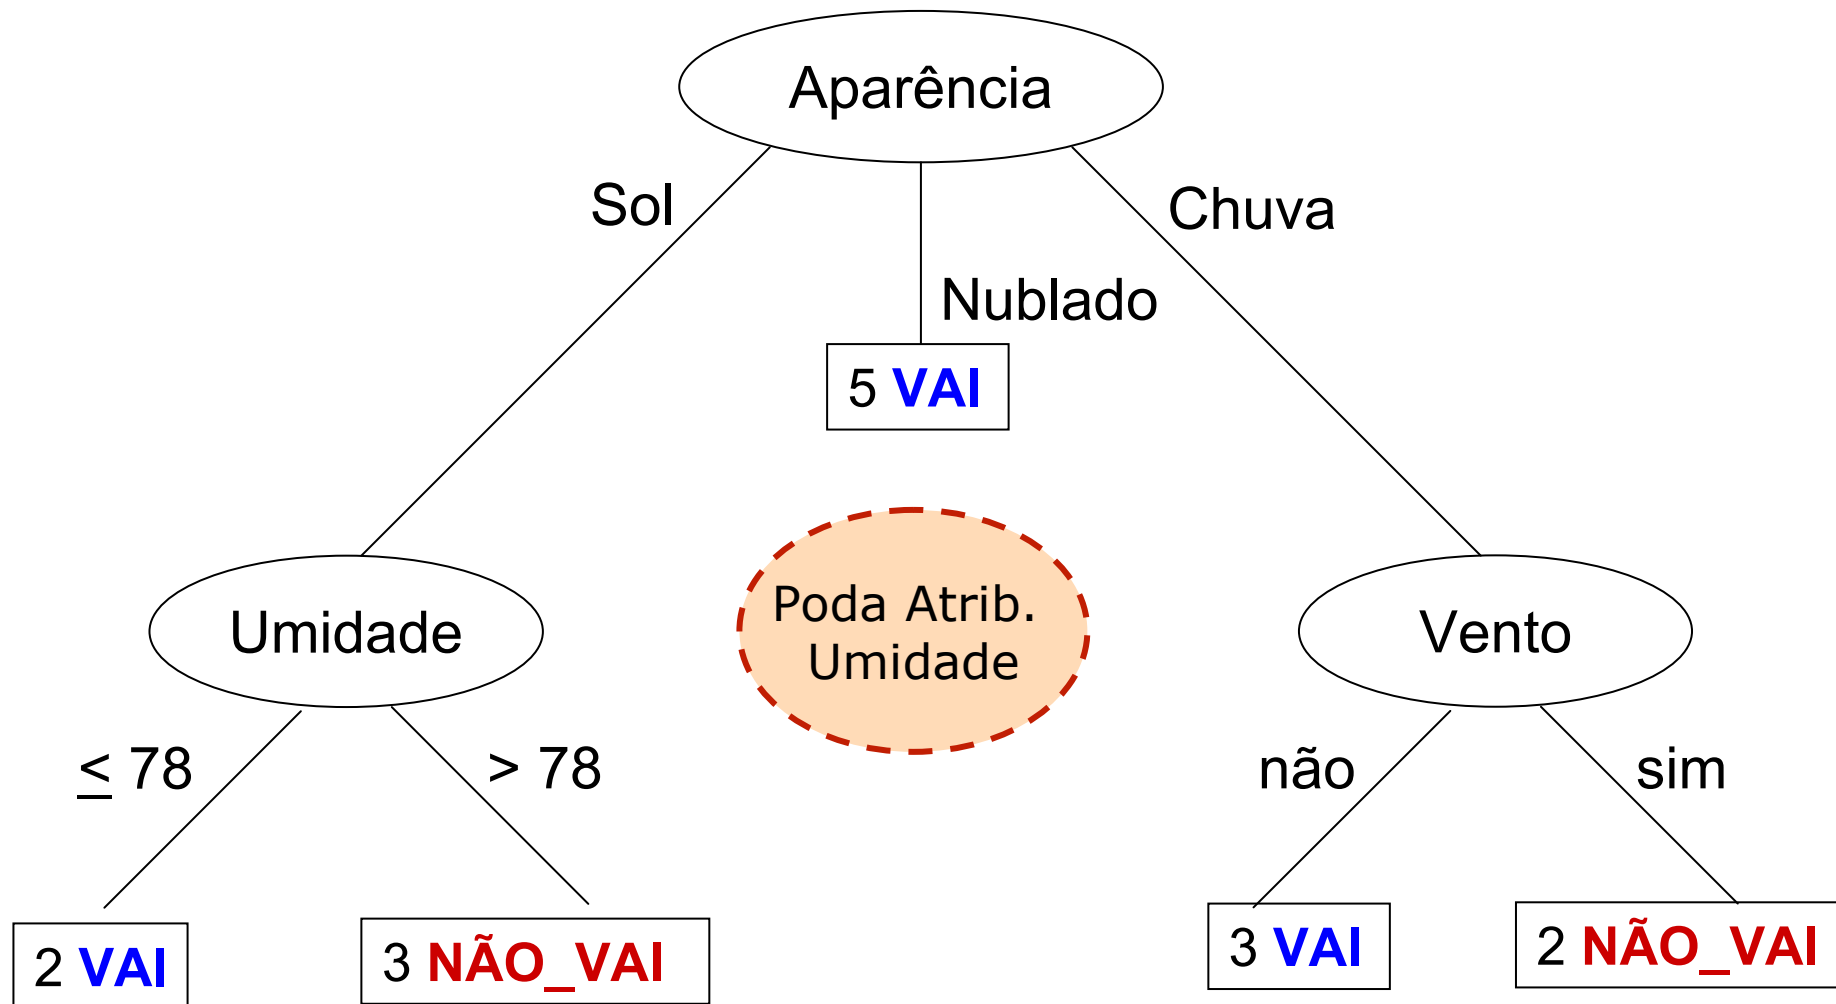 Aparência
Sol
Chuva
Nublado
5 VAI
Poda Atrib.
Umidade
Umidade
Vento
≤ 78
> 78
não
sim
2 VAI
3 NÃO_VAI
3 VAI
2 NÃO_VAI